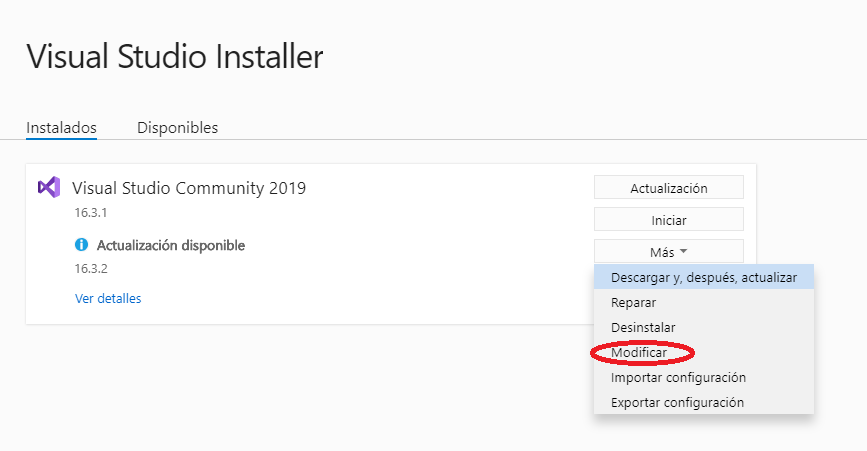 Visual Studio Installer
Instalados Disponibles
Visual Studio Community 2019
16.3.1
Actualización disponible
16.3.2
Ver detalles
Actualización
Iniciar
Más
Descargar y, después, actualizar
Reparar
Desinstalar
Modificar
Importar configuración
Exportar configuración